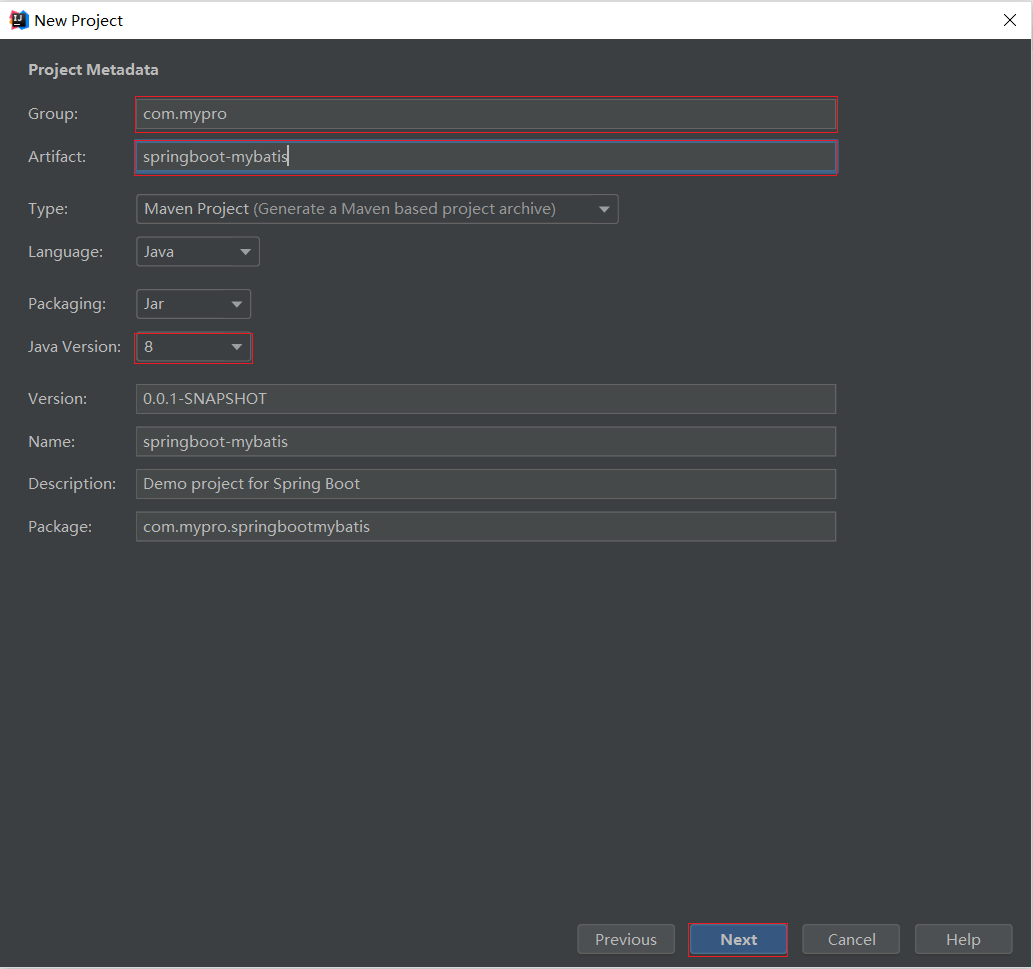 New Project
Project Metadata
Group: com.mypro
Artifact: springboot-mybatis
Type: Maven Project (Generate a Maven based project archive)
Language: Java
Packaging: Jar
Java Version: 8
Version: 0.0.1-SNAPSHOT
Name: springboot-mybatis
Description: Demo project for Spring Boot
Package: com.mypro.springbootmybatis
Previous Next Cancel Help